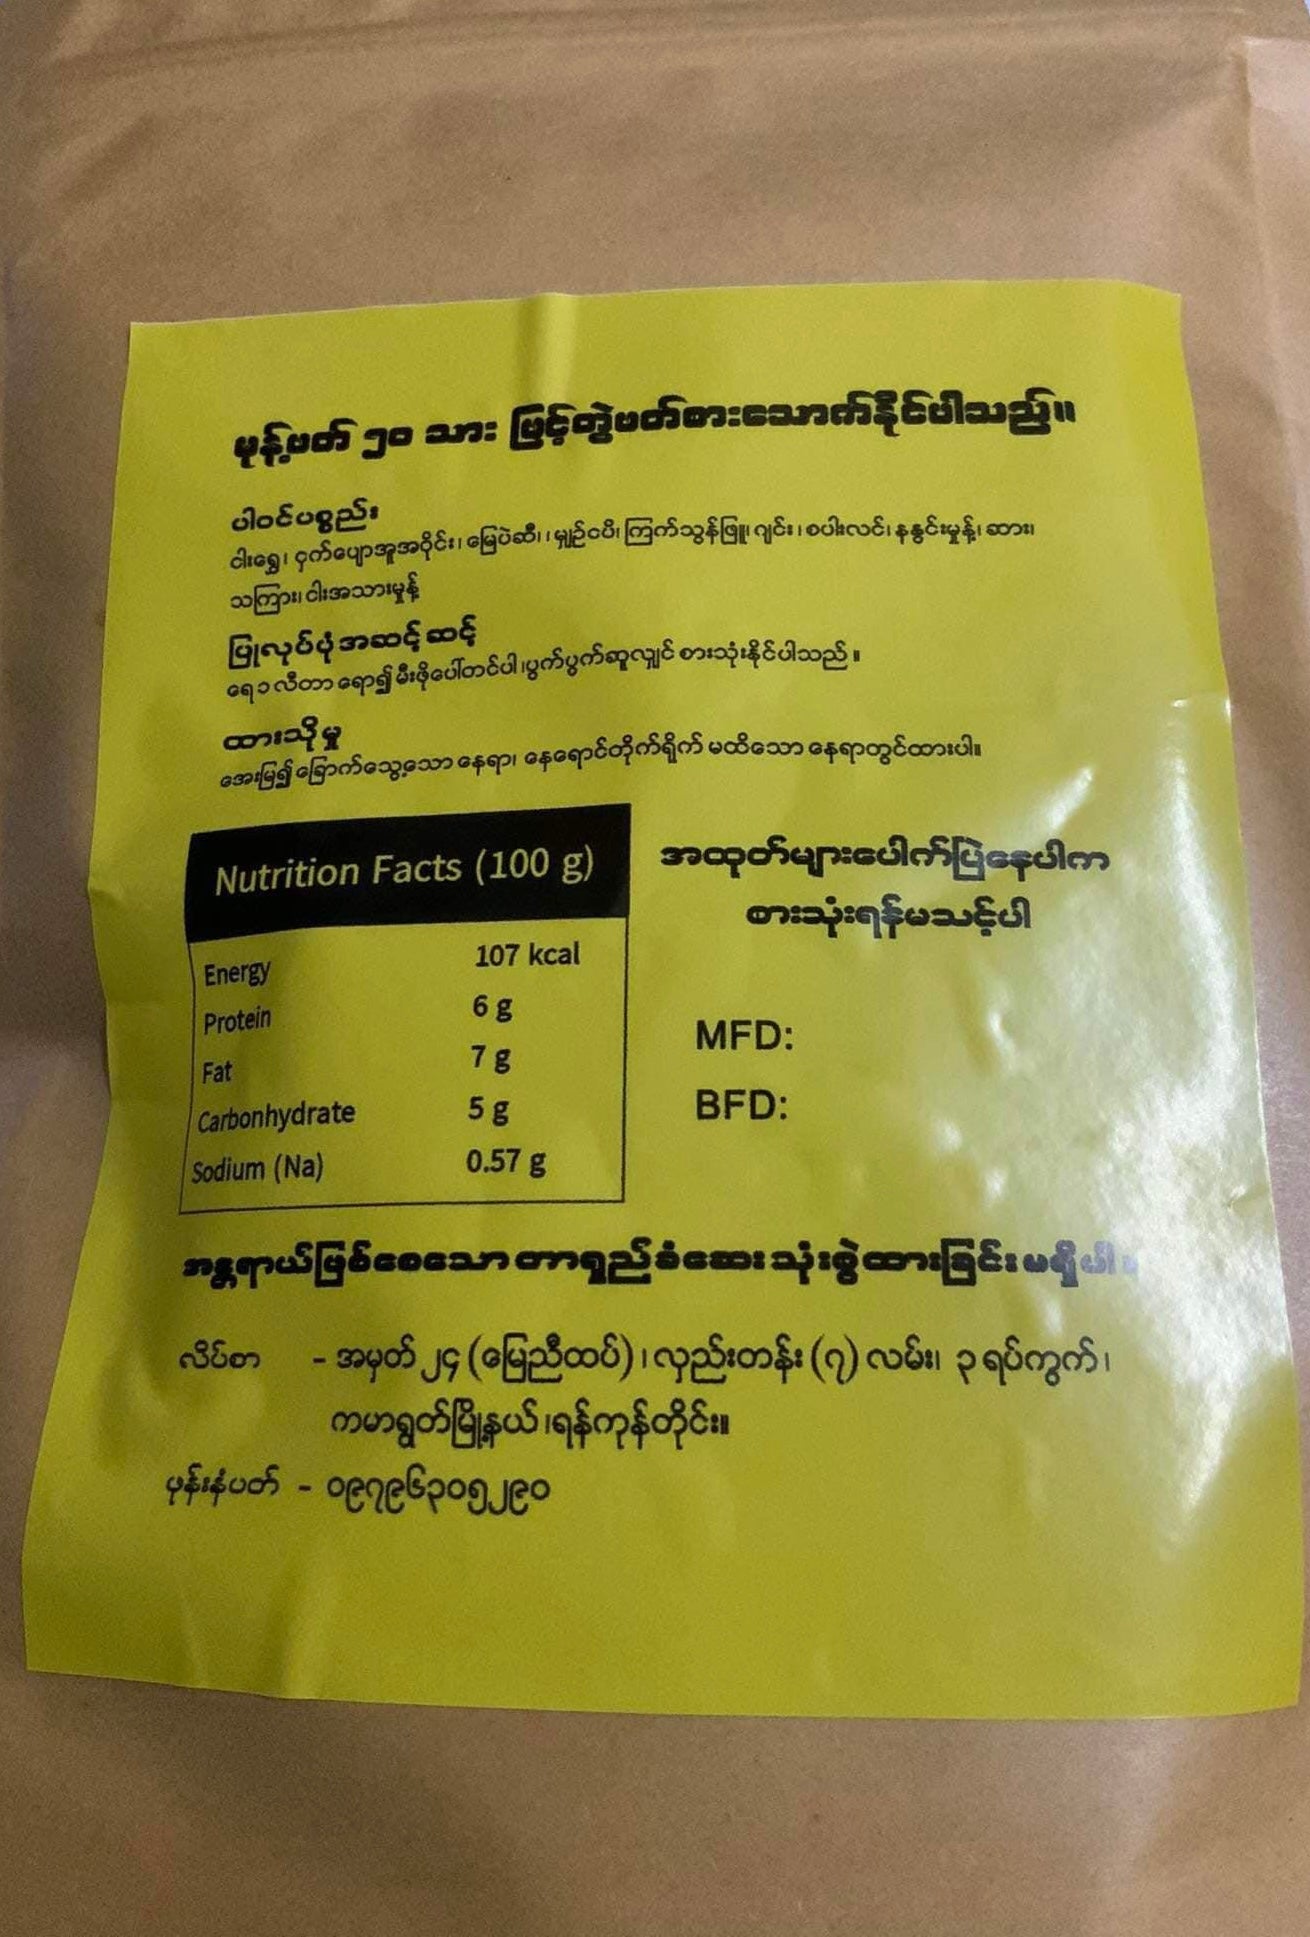 မုန့်ဖတ် ၅၀ သား ဖြင့်တွဲဖတ်စားသောက်နိုင်ပါသည်။
ပါဝင်ပစ္စည်း
ငါးရွှေ၊ ငှက်ပျောအူအဝိုင်း၊ မြေပဲဆီ၊ ၊မျှဉ်ငပိ၊ ကြက်သွန်ဖြူ၊ ဂျင်း၊ စပါးလင်၊ နနွင်းမှုန့်၊ ဆား၊
သကြား၊ ငါးအသားမှုန့်
ပြုလုပ်ပုံ အဆင့် ဆင့်
ရေ ၁ လီတာ ရော၍ မီးဖိုပေါ်တင်ပါ ၊ပွက်ပွက်ဆူလျှင် စားသုံးနိုင်ပါသည် ။
ထားသို မှု
အေးမြ၍ ခြောက်သွေ့သော နေရာ၊ နေရောင်တိုက်ရိုက် မထိသော နေရာတွင်ထားပါ။
Nutrition Facts (100 g)
Energy 107 kcal
Protein 6 g
Fat 7 g
Carbonhydrate 5 g
Sodium (Na) 0.57 g
အထုတ်များပေါက်ပြဲနေပါက
စားသုံးရန်မသင့်ပါ
MFD:
BFD:
အန္တရာယ်ဖြစ်စေသော တာရှည်ခံဆေး သုံးစွဲထားခြင်း မရှိပါ ။
လိပ်စာ - အမှတ် ၂၄ (မြေညီထပ်) ၊ လှည်းတန်း (၇) လမ်း၊ ၃ ရပ်ကွက် ၊
ကမာရွတ်မြို့နယ် ၊ရန်ကုန်တိုင်း။
ဖုန်းနံပတ် - ၀၉၇၉၆၃၀၅၂၉၀